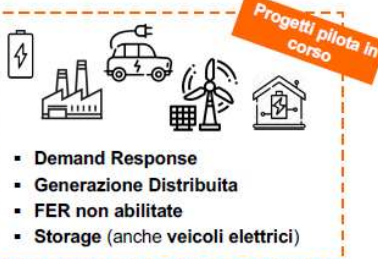 Progetti pilota in
corso
▪ Demand Response
▪ Generazione Distribuita
▪ FER non abilitate
▪ Storage (anche veicoli elettrici)